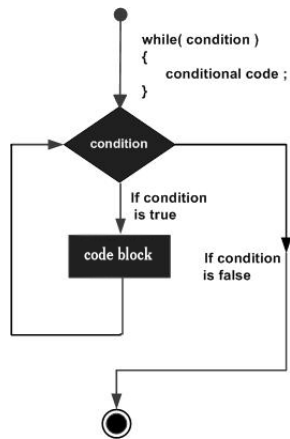 while( condition )
{
conditional code ;
}
condition
If condition
is true
code block
If condition
is false